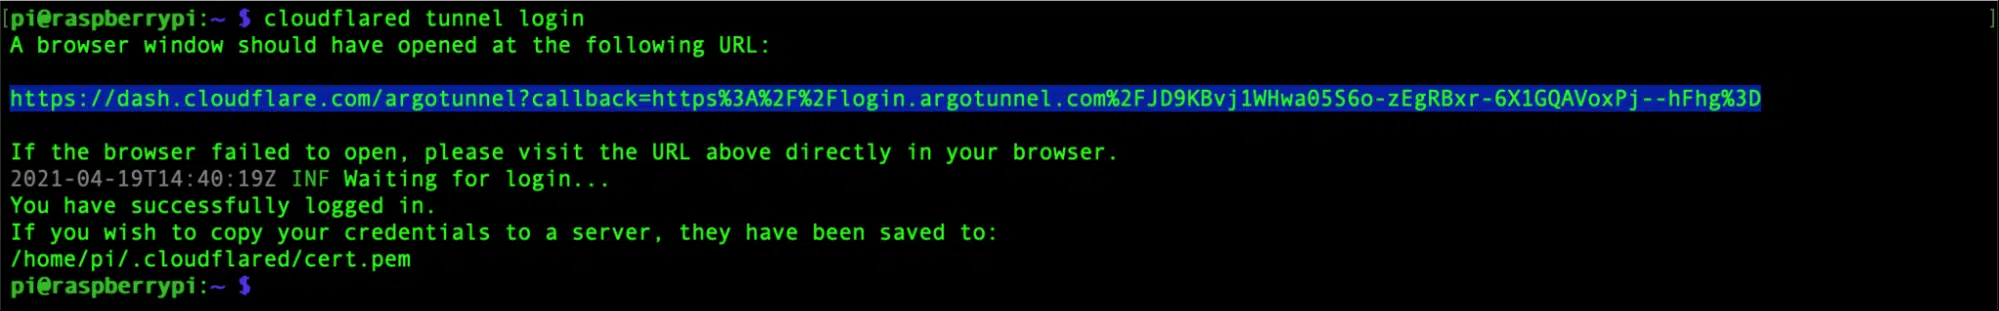 [pi@raspberrypi:~ $ cloudflared tunnel login ]
A browser window should have opened at the following URL:
https://dash.cloudflare.com/argotunnel?callback=https%3A%2F%2Flogin.argotunnel.com%2FJD9KBvj1WHwa05S6o-zEgRBxr-6X1GQAVoxPj--hFhg%3D
If the browser failed to open, please visit the URL above directly in your browser.
2021-04-19T14:40:19Z INF Waiting for login...
You have successfully logged in.
If you wish to copy your credentials to a server, they have been saved to:
/home/pi/.cloudflared/cert.pem
pi@raspberrypi:~ $